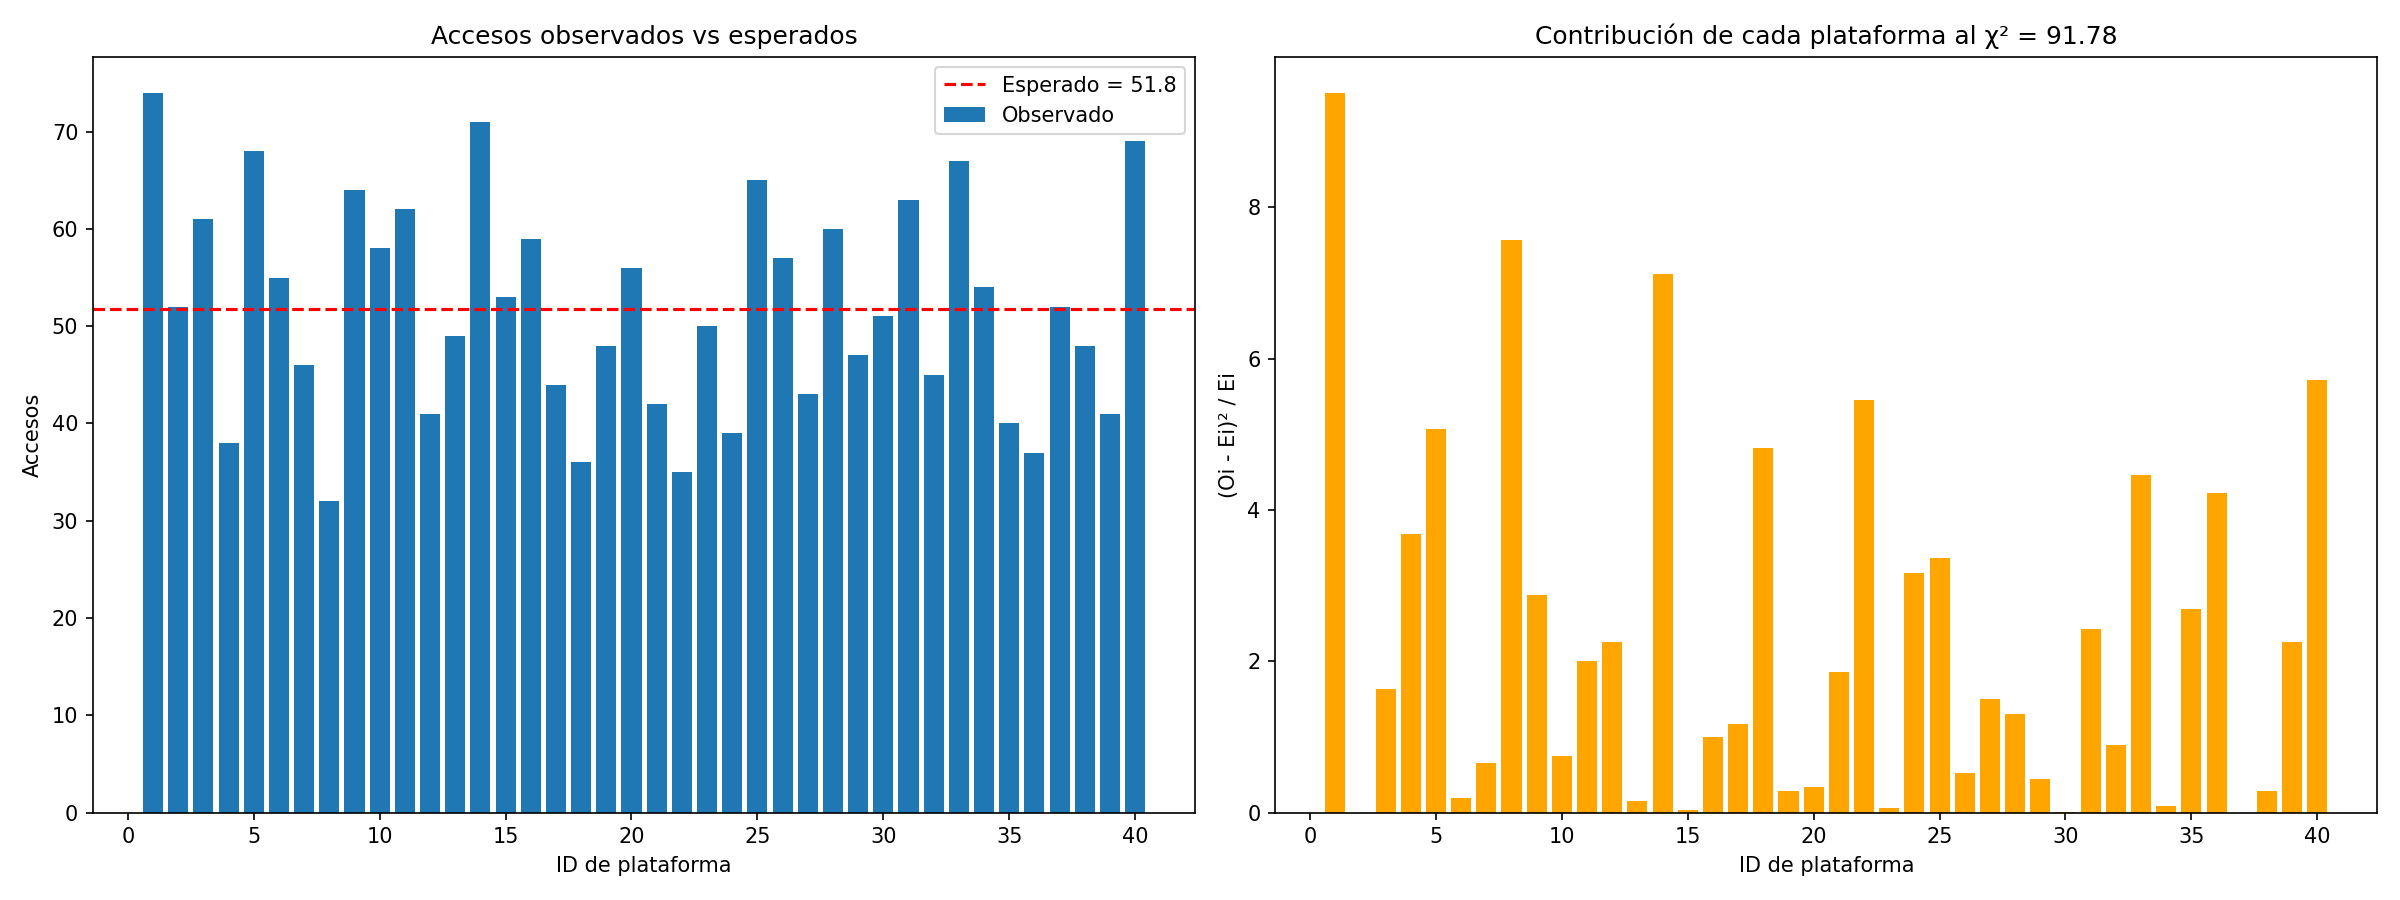 Accesos observados vs esperados
Esperado = 51.8
Observado
70
60
50
40
30
20
10
0
Accesos
0 5 10 15 20 25 30 35 40
ID de plataforma
Contribución de cada plataforma al χ² = 91.78
8
6
4
2
0
(Oi - Ei)² / Ei
0 5 10 15 20 25 30 35 40
ID de plataforma